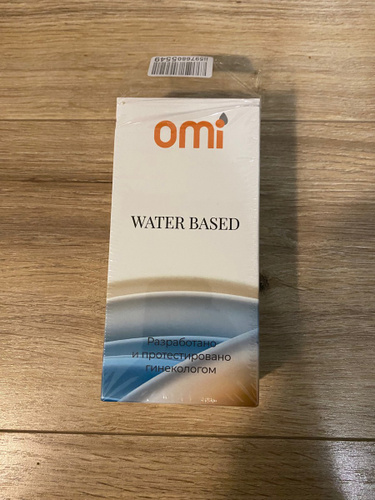 omi
WATER BASED
Разработано
и протестировано
гинекологом